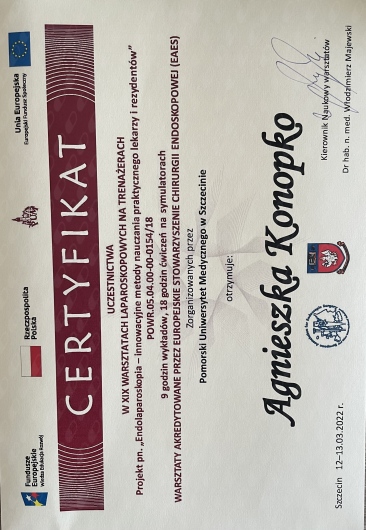 Fundusze
Europejskie
Wiedza Edukacja Rozwój
Rzeczpospolita
Polska
Unia Europejska
Europejski Fundusz Społeczny
CERTYFIKAT
UCZESTNICTWA
W XIX WARSZTATACH LAPAROSKOPOWYCH NA TRENAŻERACH
Projekt pn. „Endolaparoskopia – innowacyjne metody nauczania praktycznego lekarzy i rezydentów”
POWR.05.04.00-00-0154/18
9 godzin wykładów, 18 godzin ćwiczeń na symulatorach
WARSZTATY AKREDYTOWANE PRZEZ EUROPEJSKIE STOWARZYSZENIE CHIRURGII ENDOSKOPOWEJ (EAES)
Zorganizowanych przez
Pomorski Uniwersytet Medyczny w Szczecinie
otrzymuje:
Agnieszka Konopko
Kierownik Naukowy warsztatów
Dr hab. n. med. Włodzimierz Majewski
Szczecin 12–13.03.2022 r.